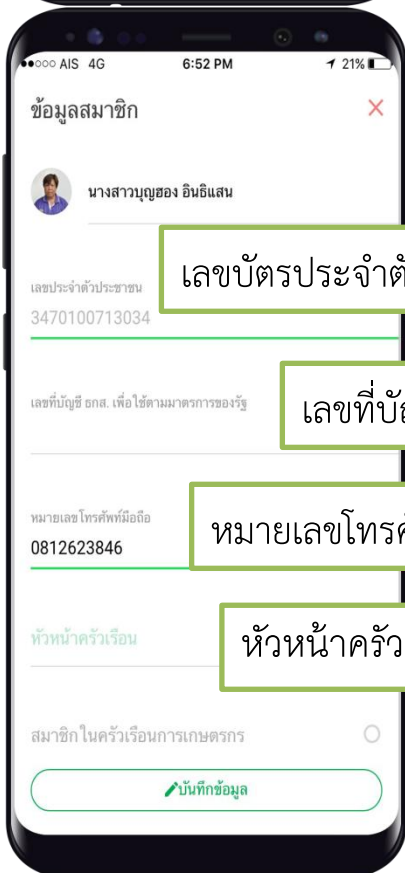 AIS 4G 6:52 PM 21%
ข้อมูลสมาชิก
นางสาวบุญฮอง อินธิแสน
เลขประจำตัวประชาชน
เลขบัตรประจำตั
3470100713034
เลขที่บัญชี ธกส. เพื่อใช้ตามมาตรการของรัฐ
เลขที่บัญ
หมายเลขโทรศัพท์มือถือ
หมายเลขโทรศั
0812623846
หัวหน้าครัวเรือน
หัวหน้าครัว
สมาชิกในครัวเรือนการเกษตรกร
บันทึกข้อมูล